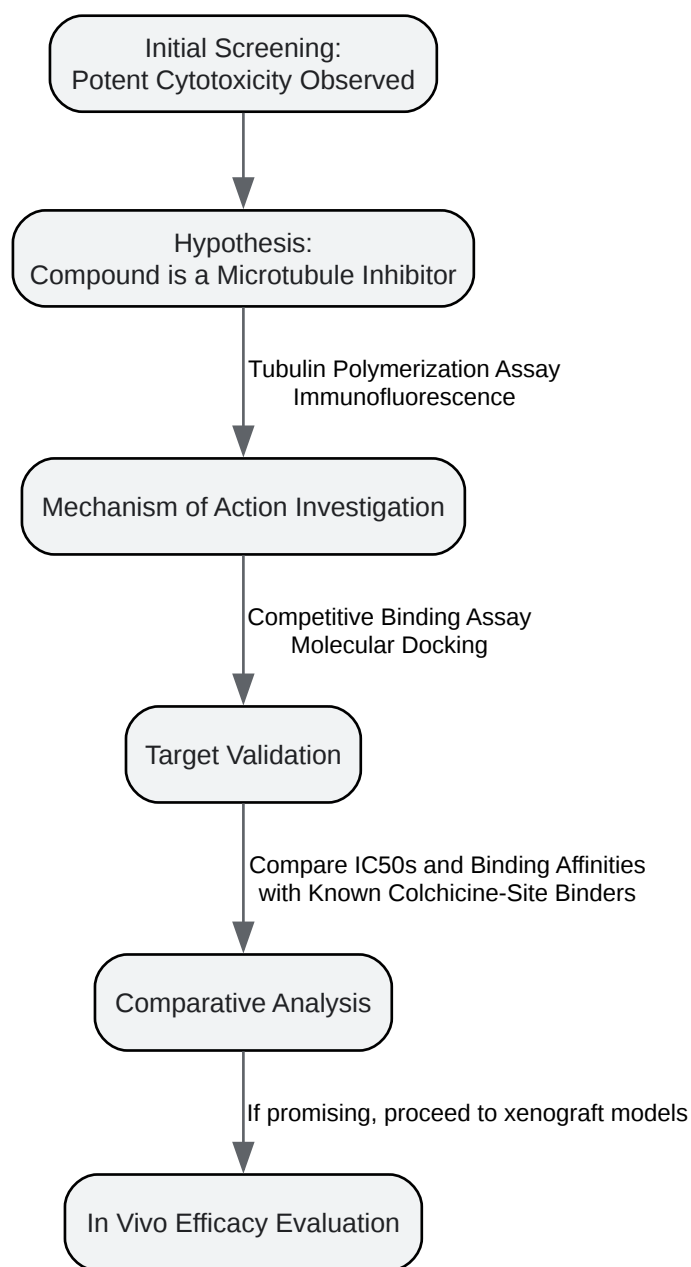 Initial Screening:
Potent Cytotoxicity Observed
Hypothesis:
Compound is a Microtubule Inhibitor
Tubulin Polymerization Assay
Immunofluorescence
Mechanism of Action Investigation
Competitive Binding Assay
Molecular Docking
Target Validation
Compare IC50s and Binding Affinities
with Known Colchicine-Site Binders
Comparative Analysis
If promising, proceed to xenograft models
In Vivo Efficacy Evaluation